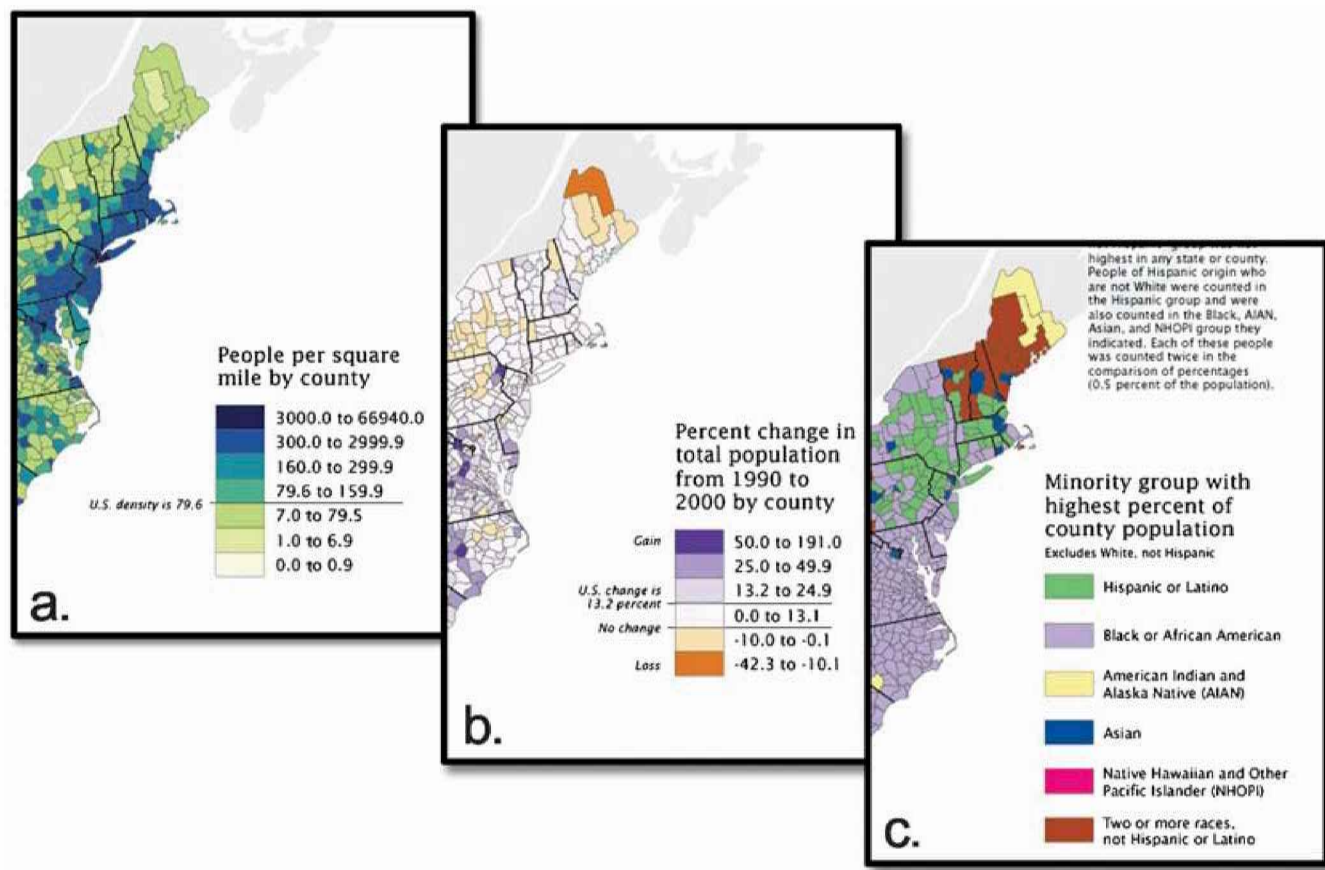 People per square
mile by county
3000.0 to 66940.0
300.0 to 2999.9
160.0 to 299.9
79.6 to 159.9
U.S. density is 79.6
7.0 to 79.5
1.0 to 6.9
0.0 to 0.9
a.
Percent change in
total population
from 1990 to
2000 by county
Gain
50.0 to 191.0
25.0 to 49.9
U.S. change is
13.2 percent
13.2 to 24.9
0.0 to 13.1
No change
-10.0 to -0.1
Loss
-42.3 to -10.1
b.
highest in any state or county.
People of Hispanic origin who
are not White were counted in
the Hispanic group and were
also counted in the Black, AIAN,
Asian, and NHOPI group they
indicated. Each of these people
was counted twice in the
comparison of percentages
(0.5 percent of the population).
Minority group with
highest percent of
county population
Excludes White, not Hispanic
Hispanic or Latino
Black or African American
American Indian and
Alaska Native (AIAN)
Asian
Native Hawaiian and Other
Pacific Islander (NHOPI)
Two or more races,
not Hispanic or Latino
c.